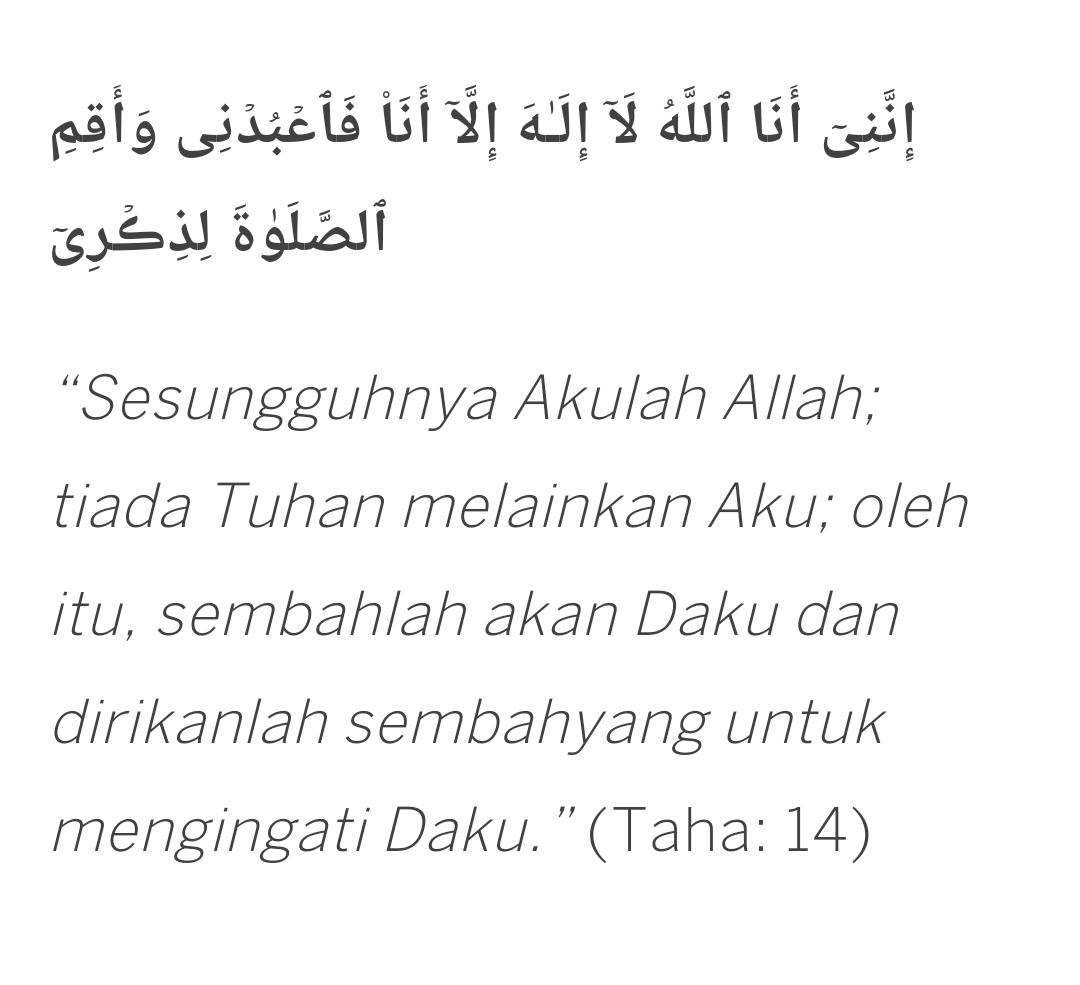 إِنَّنِىٓ أَنَا ٱللَّهُ لَآ إِلَـٰهَ إِلَّآ أَنَا۠ فَٱعْبُدْنِى وَأَقِمِ
ٱلصَّلَوٰةَ لِذِكْرِىٓ
“Sesungguhnya Akulah Allah;
tiada Tuhan melainkan Aku; oleh
itu, sembahlah akan Daku dan
dirikanlah sembahyang untuk
mengingati Daku.” (Taha: 14)